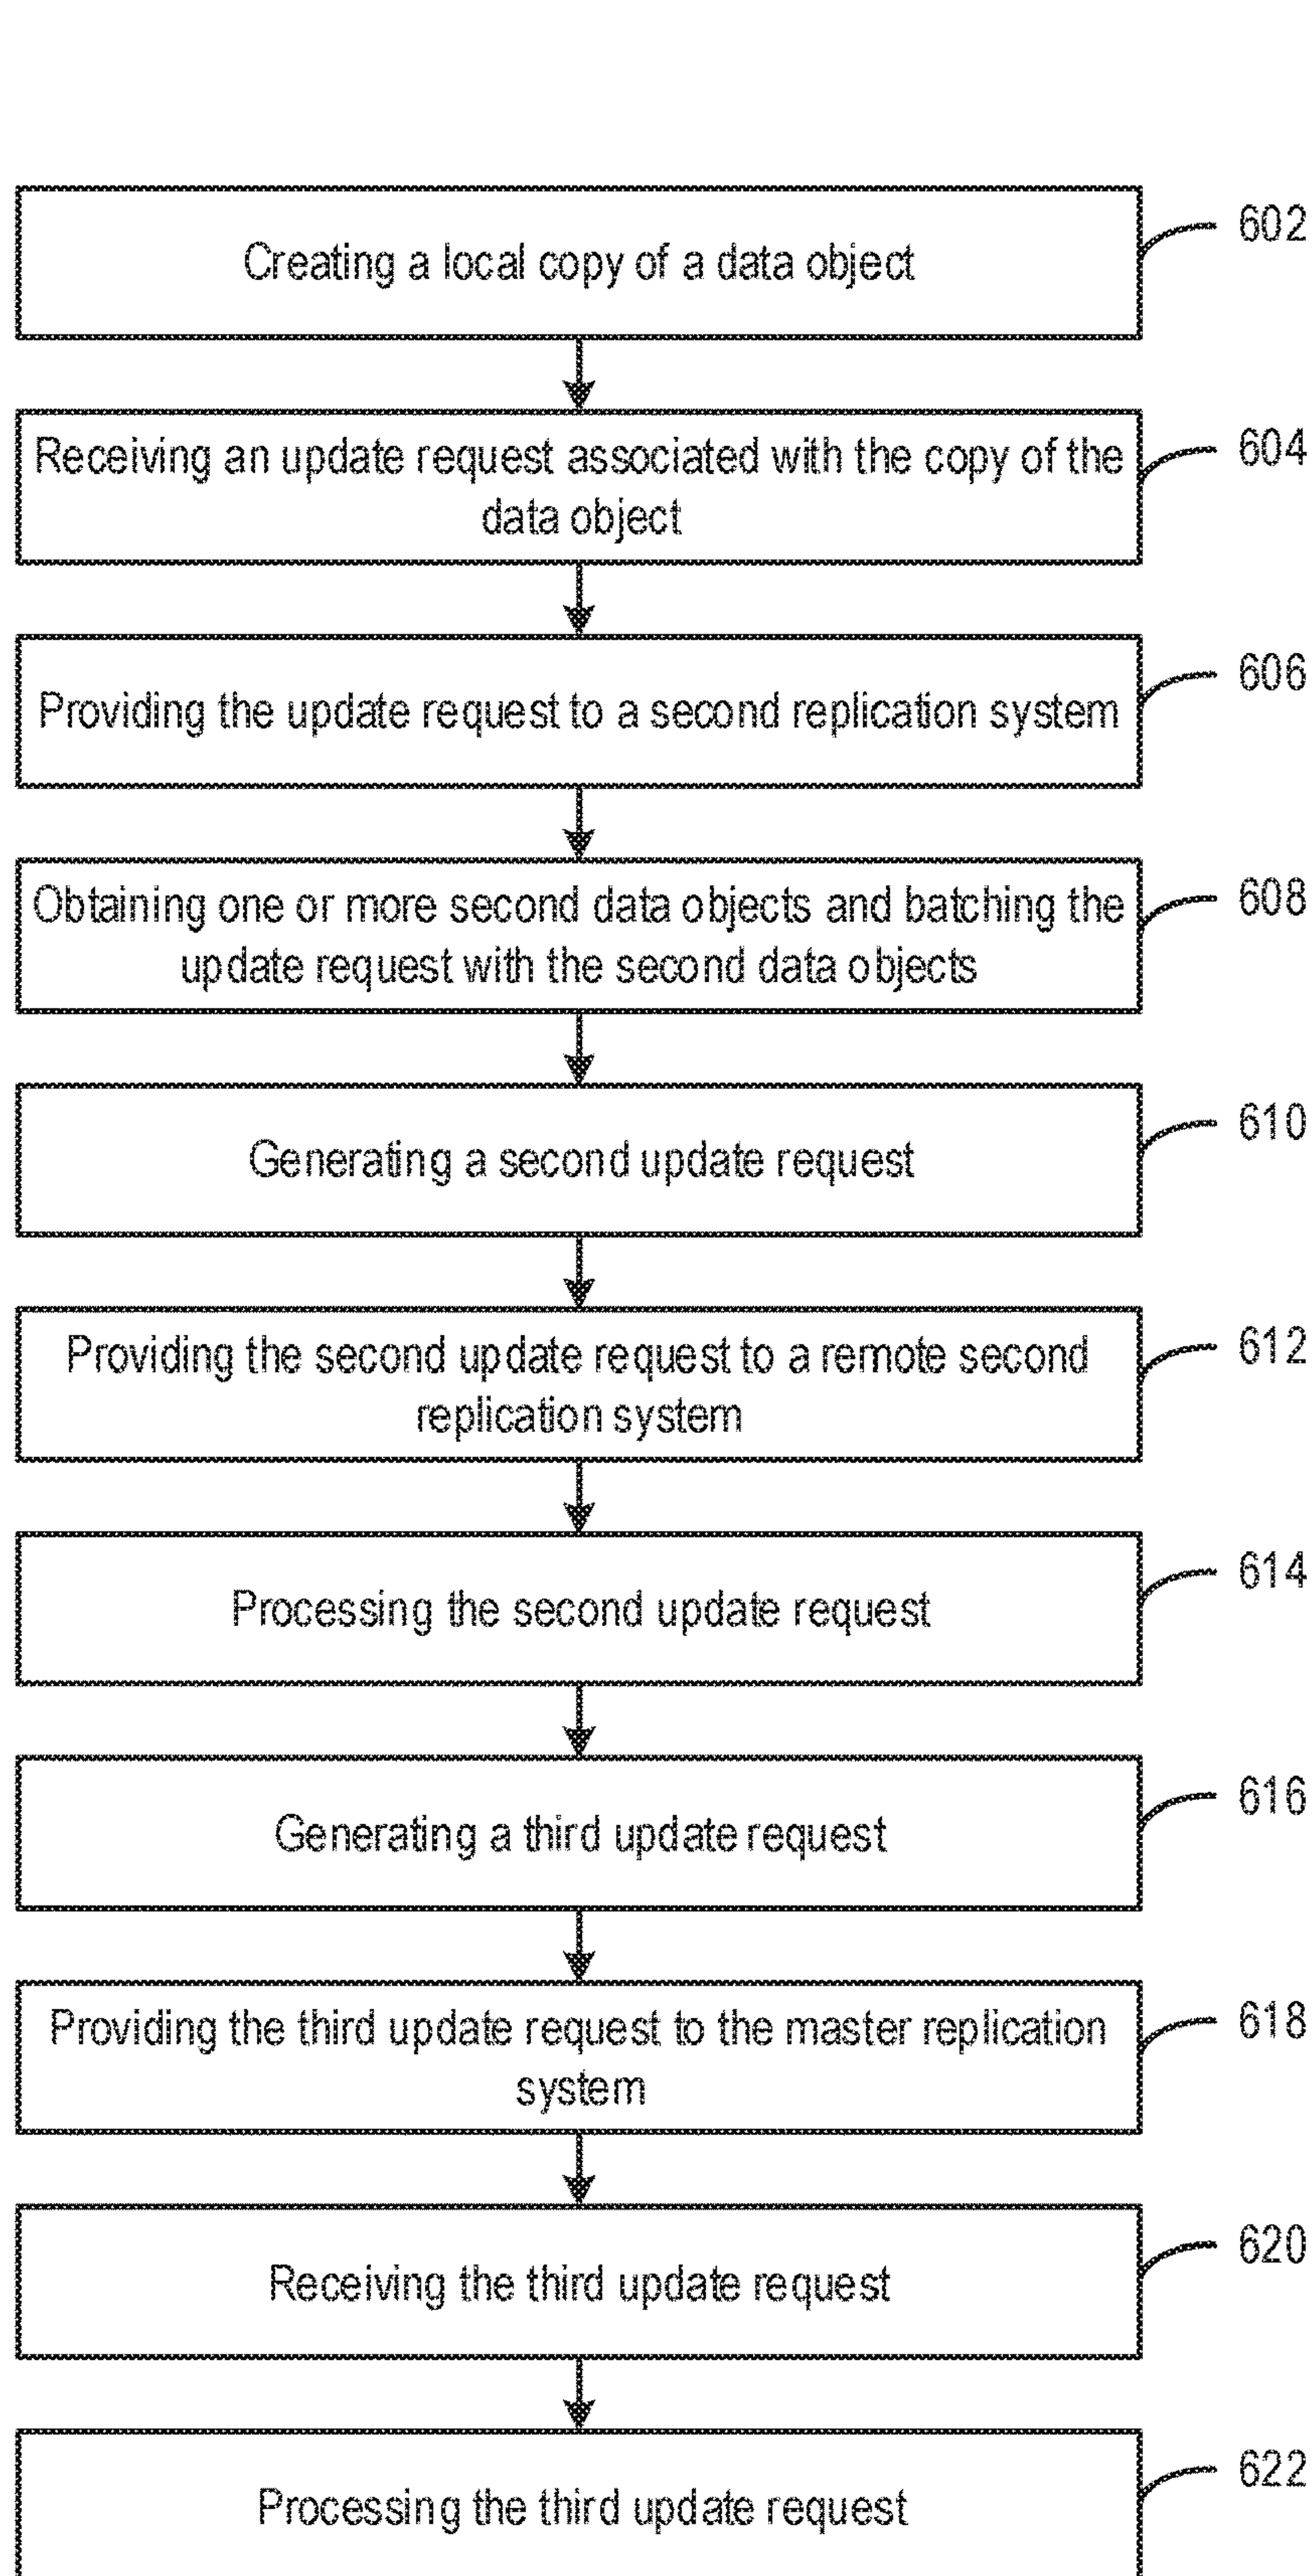 Creating a local copy of a data object
602
Receiving an update request associated with the copy of the
data object
604
Providing the update request to a second replication system
606
Obtaining one or more second data objects and batching the
update request with the second data objects
608
Generating a second update request
610
Providing the second update request to a remote second
replication system
612
Processing the second update request
614
Generating a third update request
616
Providing the third update request to the master replication
system
618
Receiving the third update request
620
Processing the third update request
622